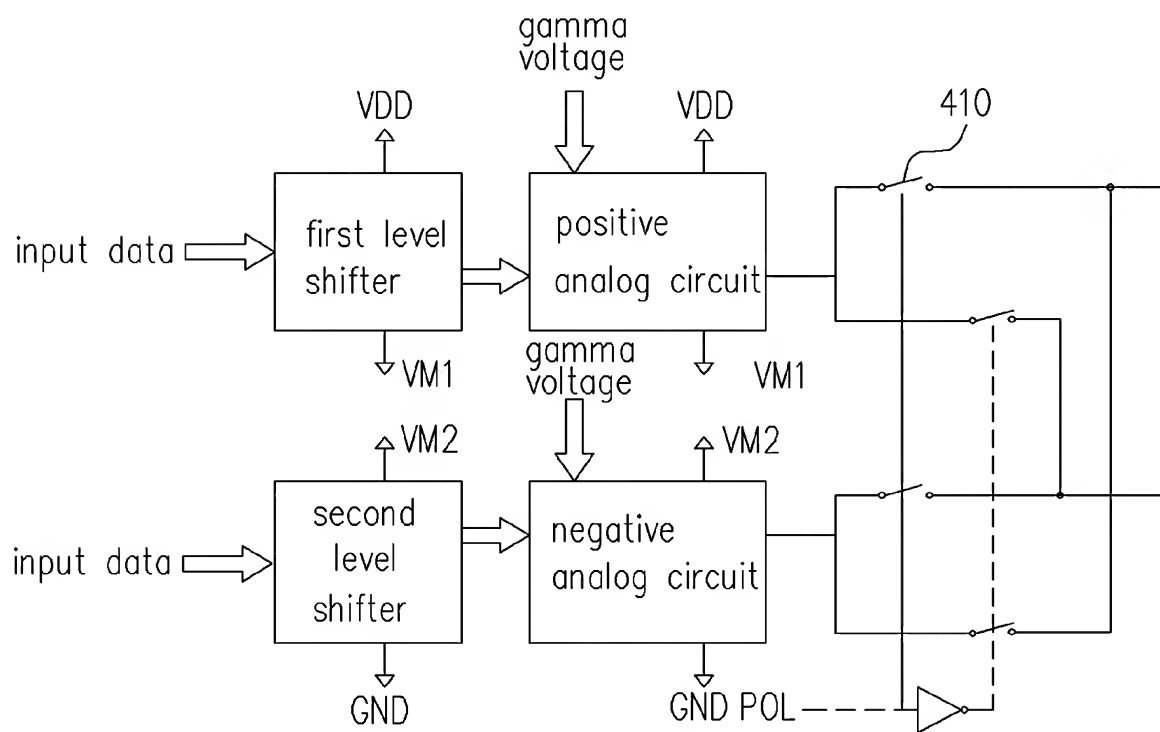 gamma
voltage
VDD
VDD
410
input data
first level
shifter
positive
analog circuit
VM1
gamma
voltage
VM1
VM2
VM2
input data
second
level
shifter
negative
analog circuit
GND
GND
POL